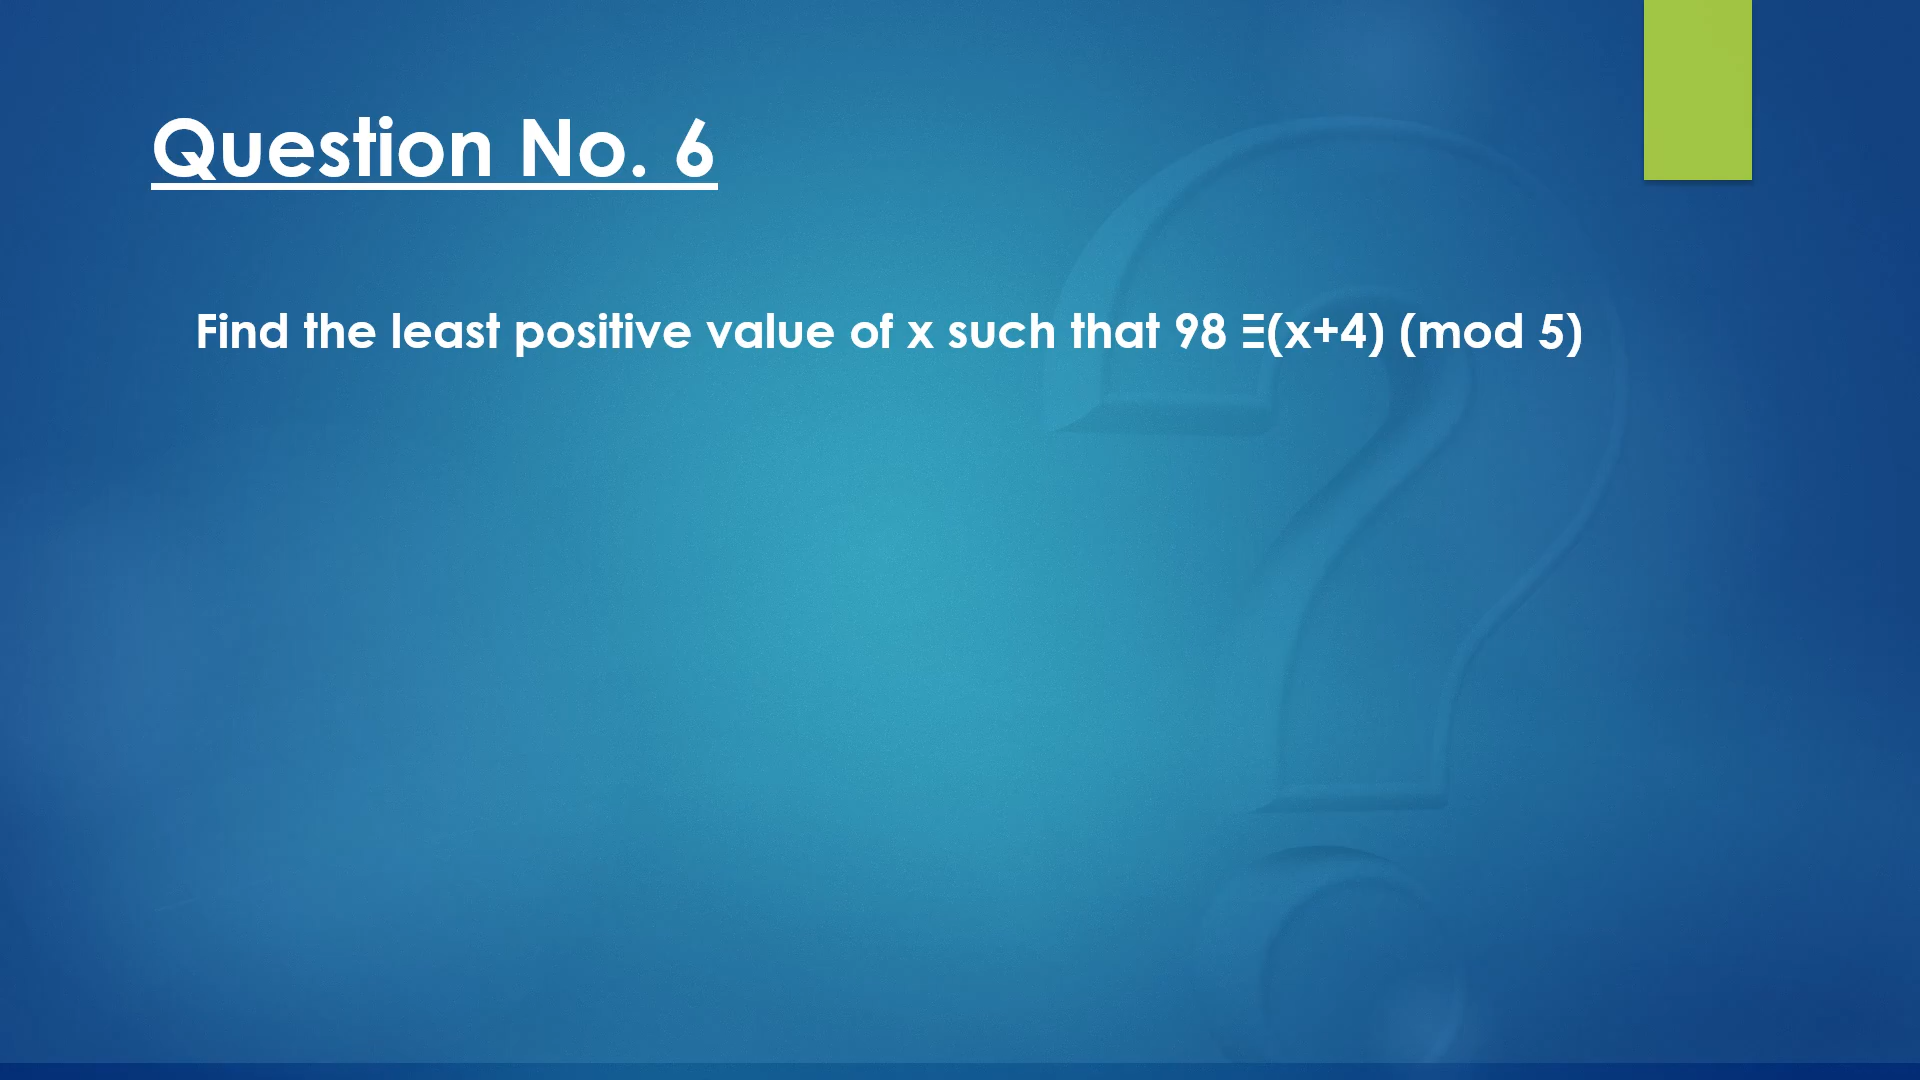 Question No. 6
Find the least positive value of x such that 98 Ξ(x+4) (mod 5)